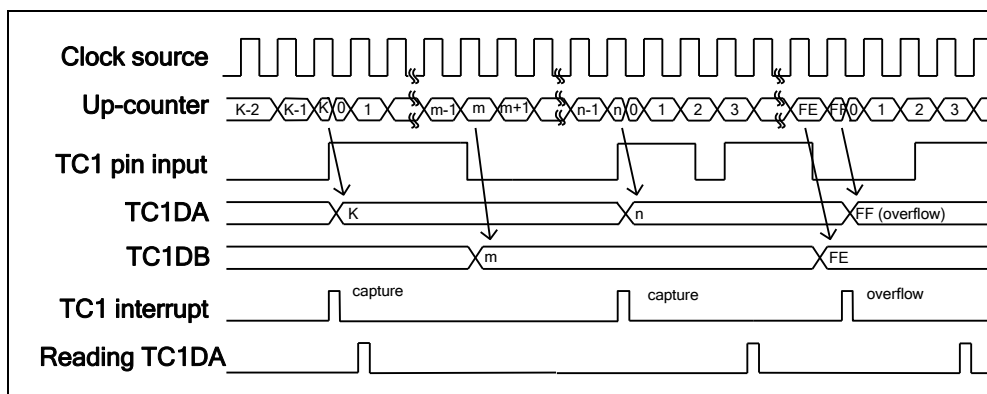 Clock source
Up-counter K-2 K-1 K 0 1 m-1 m m+1 n-1 n 0 1 2 3 FE FF 0 1 2 3
TC1 pin input
TC1DA K n FF (overflow)
TC1DB m FE
TC1 interrupt capture capture overflow
Reading TC1DA